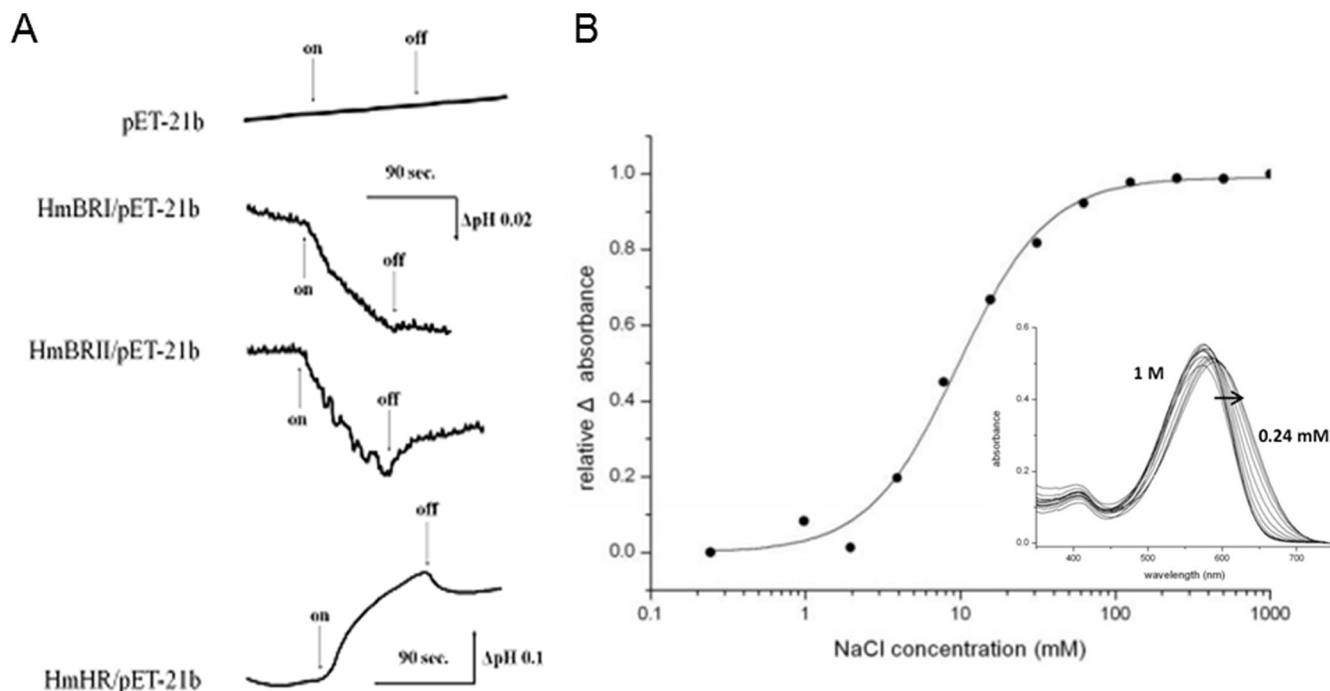 A
on
off
pET-21b
90 sec.
ΔpH 0.02
HmBRI/pET-21b
on
off
HmBRII/pET-21b
on
off
off
on
90 sec.
ΔpH 0.1
HmHR/pET-21b
B
relative Δ absorbance
1.0
0.8
0.6
0.4
0.2
0.0
0.1
1
10
100
1000
NaCl concentration (mM)
absorbance
0.6
0.4
0.2
0.0
1 M
0.24 mM
400
500
600
700
wavelength (nm)